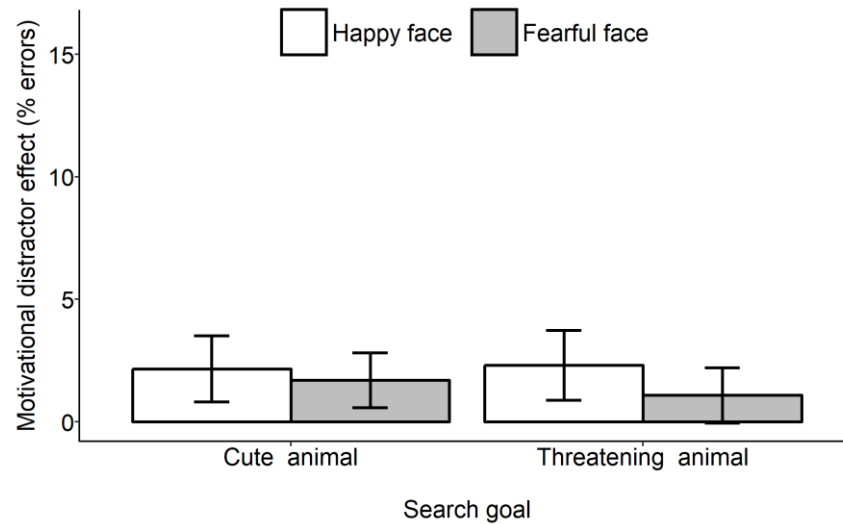 Happy face
Fearful face
Motivational distractor effect (% errors)
15
10
5
0
Cute animal
Threatening animal
Search goal